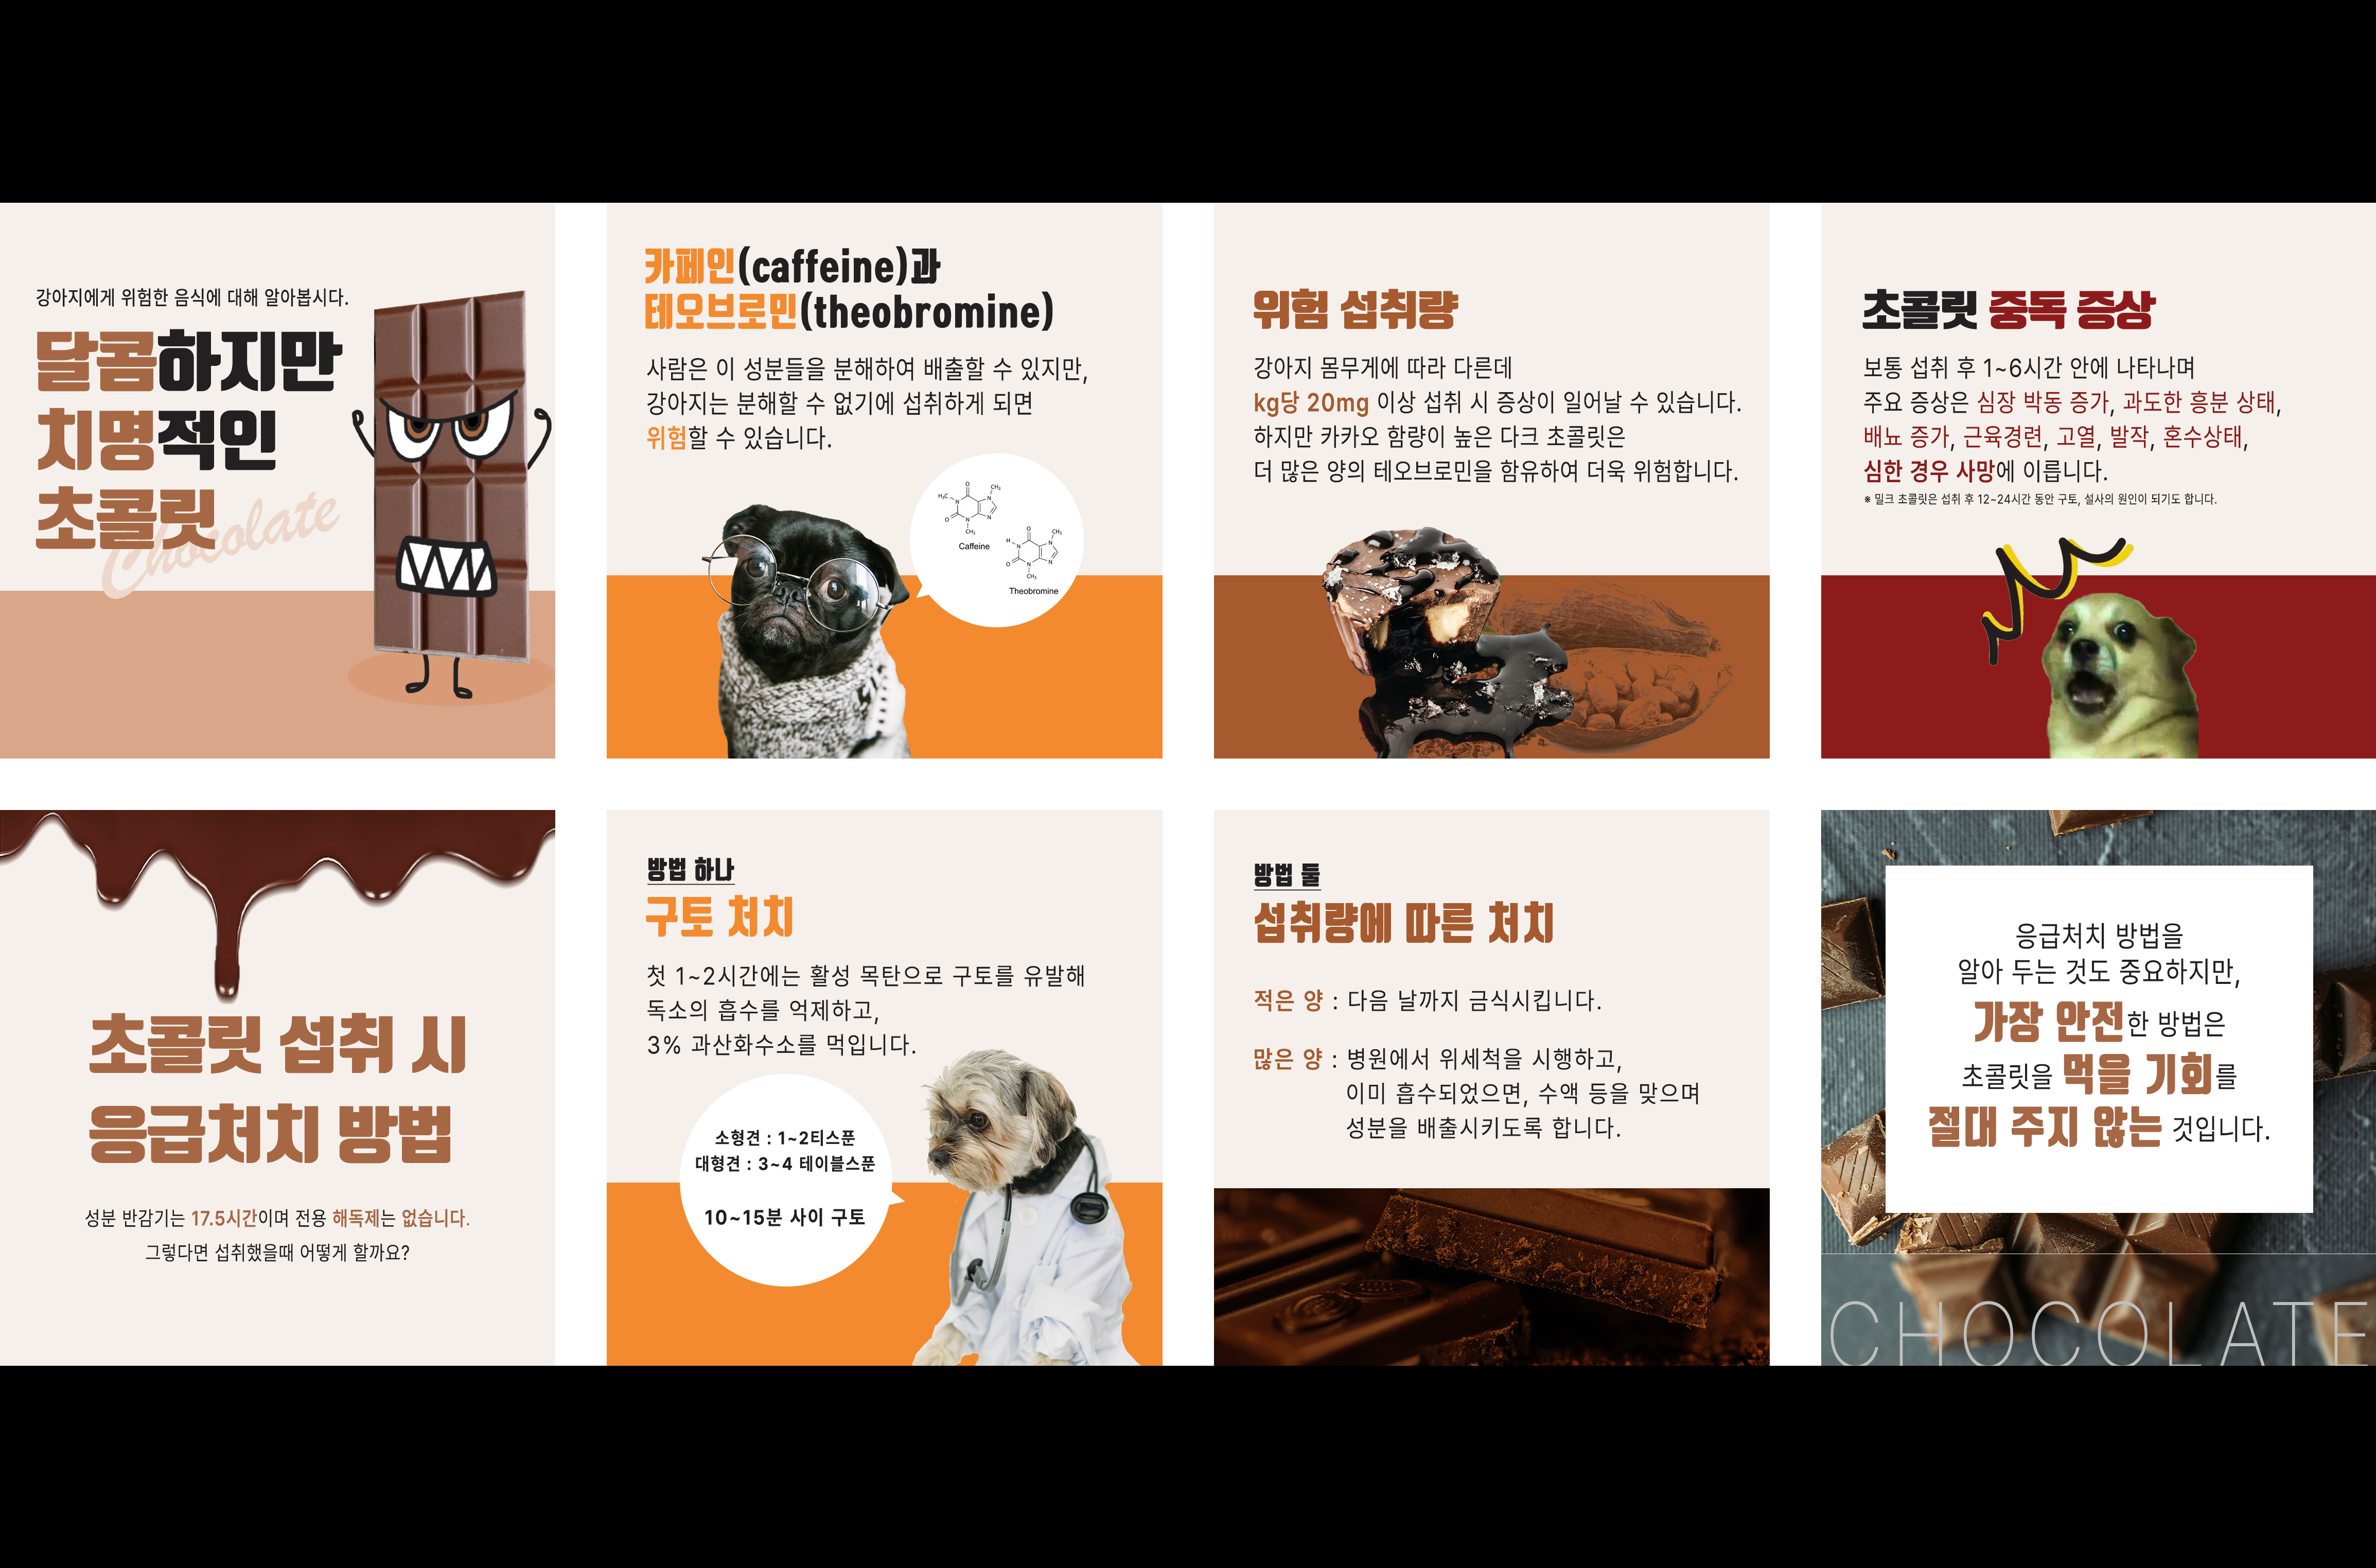 강아지에게 위험한 음식에 대해 알아봅시다.
달콤하지만
치명적인
초콜릿
Chocolate
카페인(caffeine)과
테오브로민(theobromine)
사람은 이 성분들을 분해하여 배출할 수 있지만,
강아지는 분해할 수 없기에 섭취하게 되면
위험할 수 있습니다.
O
CH₃
H₃C
N
N
O
N
N
CH₃
Caffeine
O
CH₃
H
N
N
O
N
N
CH₃
Theobromine
위험 섭취량
강아지 몸무게에 따라 다른데
kg당 20mg 이상 섭취 시 증상이 일어날 수 있습니다.
하지만 카카오 함량이 높은 다크 초콜릿은
더 많은 양의 테오브로민을 함유하여 더욱 위험합니다.
초콜릿 중독 증상
보통 섭취 후 1~6시간 안에 나타나며
주요 증상은 심장 박동 증가, 과도한 흥분 상태,
배뇨 증가, 근육경련, 고열, 발작, 혼수상태,
심한 경우 사망에 이릅니다.
※ 밀크 초콜릿은 섭취 후 12~24시간 동안 구토, 설사의 원인이 되기도 합니다.
초콜릿 섭취 시
응급처치 방법
성분 반감기는 17.5시간이며 전용 해독제는 없습니다.
그렇다면 섭취했을때 어떻게 할까요?
방법 하나
구토 처치
첫 1~2시간에는 활성 목탄으로 구토를 유발해
독소의 흡수를 억제하고,
3% 과산화수소를 먹입니다.
소형견 : 1~2티스푼
대형견 : 3~4 테이블스푼
10~15분 사이 구토
방법 둘
섭취량에 따른 처치
적은 양 : 다음 날까지 금식시킵니다.
많은 양 : 병원에서 위세척을 시행하고,
이미 흡수되었으면, 수액 등을 맞으며
성분을 배출시키도록 합니다.
응급처치 방법을
알아 두는 것도 중요하지만,
가장 안전한 방법은
초콜릿을 먹을 기회를
절대 주지 않는 것입니다.
CHOCOLATE